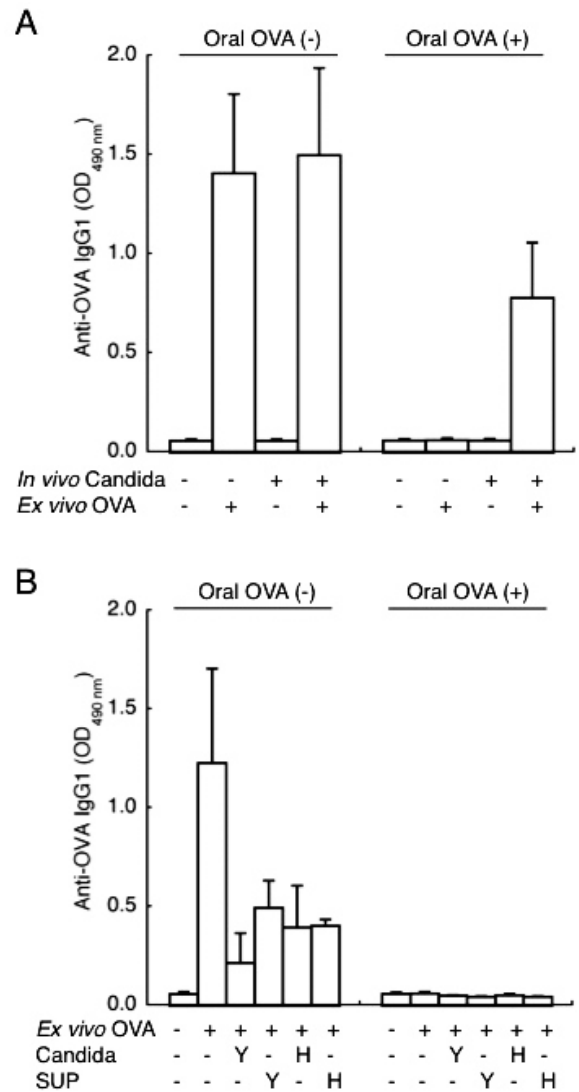 A
Oral OVA (-) Oral OVA (+)
Anti-OVA IgG1 (OD490 nm)
2.0
1.5
1.0
0.5
0.0
In vivo Candida - - + + - - + +
Ex vivo OVA - + - + - + - +
B
Oral OVA (-) Oral OVA (+)
Anti-OVA IgG1 (OD490 nm)
2.0
1.5
1.0
0.5
0.0
Ex vivo OVA - + + + + + - + + + + +
Candida - - Y - H - - - Y - H -
SUP - - - Y - H - - - Y - H